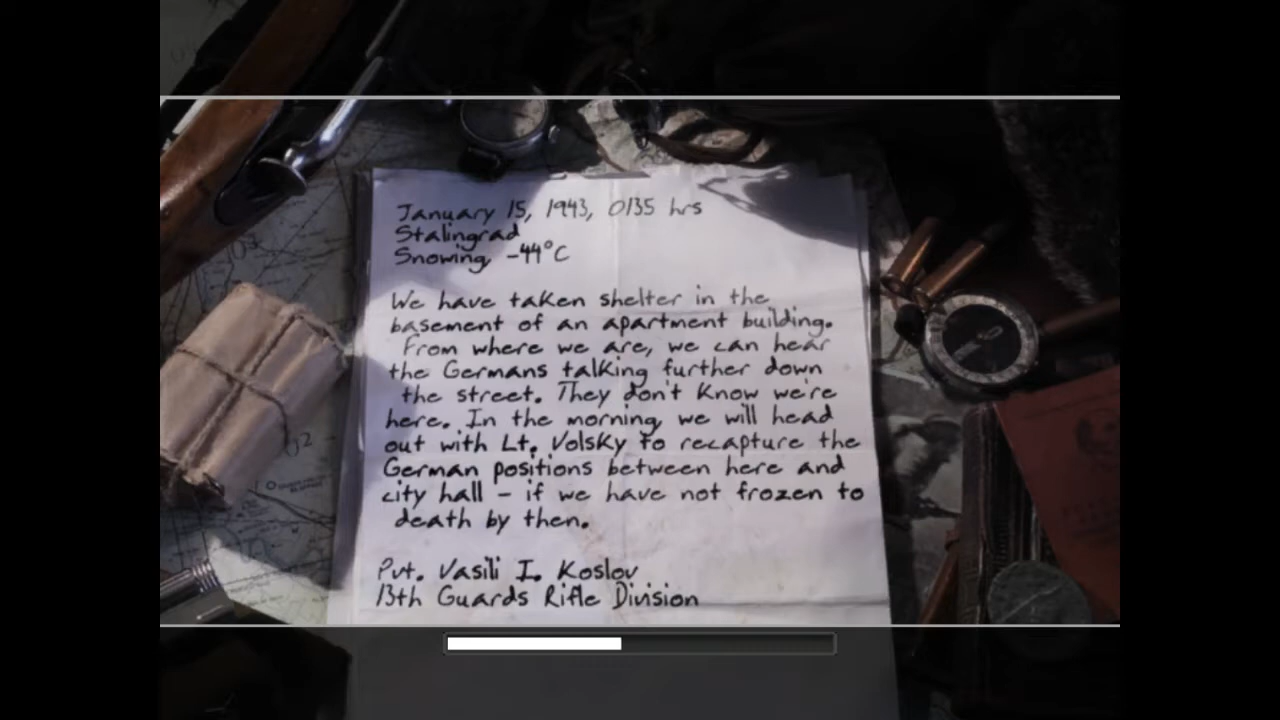 January 15, 1943, 0135 hrs
Stalingrad
Snowing, -44°C
We have taken shelter in the
basement of an apartment building.
From where we are, we can hear
the Germans talking further down
the street. They don't know we're
here. In the morning, we will head
out with Lt. Volsky to recapture the
German positions between here and
city hall - if we have not frozen to
death by then.
Pvt. Vasili I. Koslov
13th Guards Rifle Division